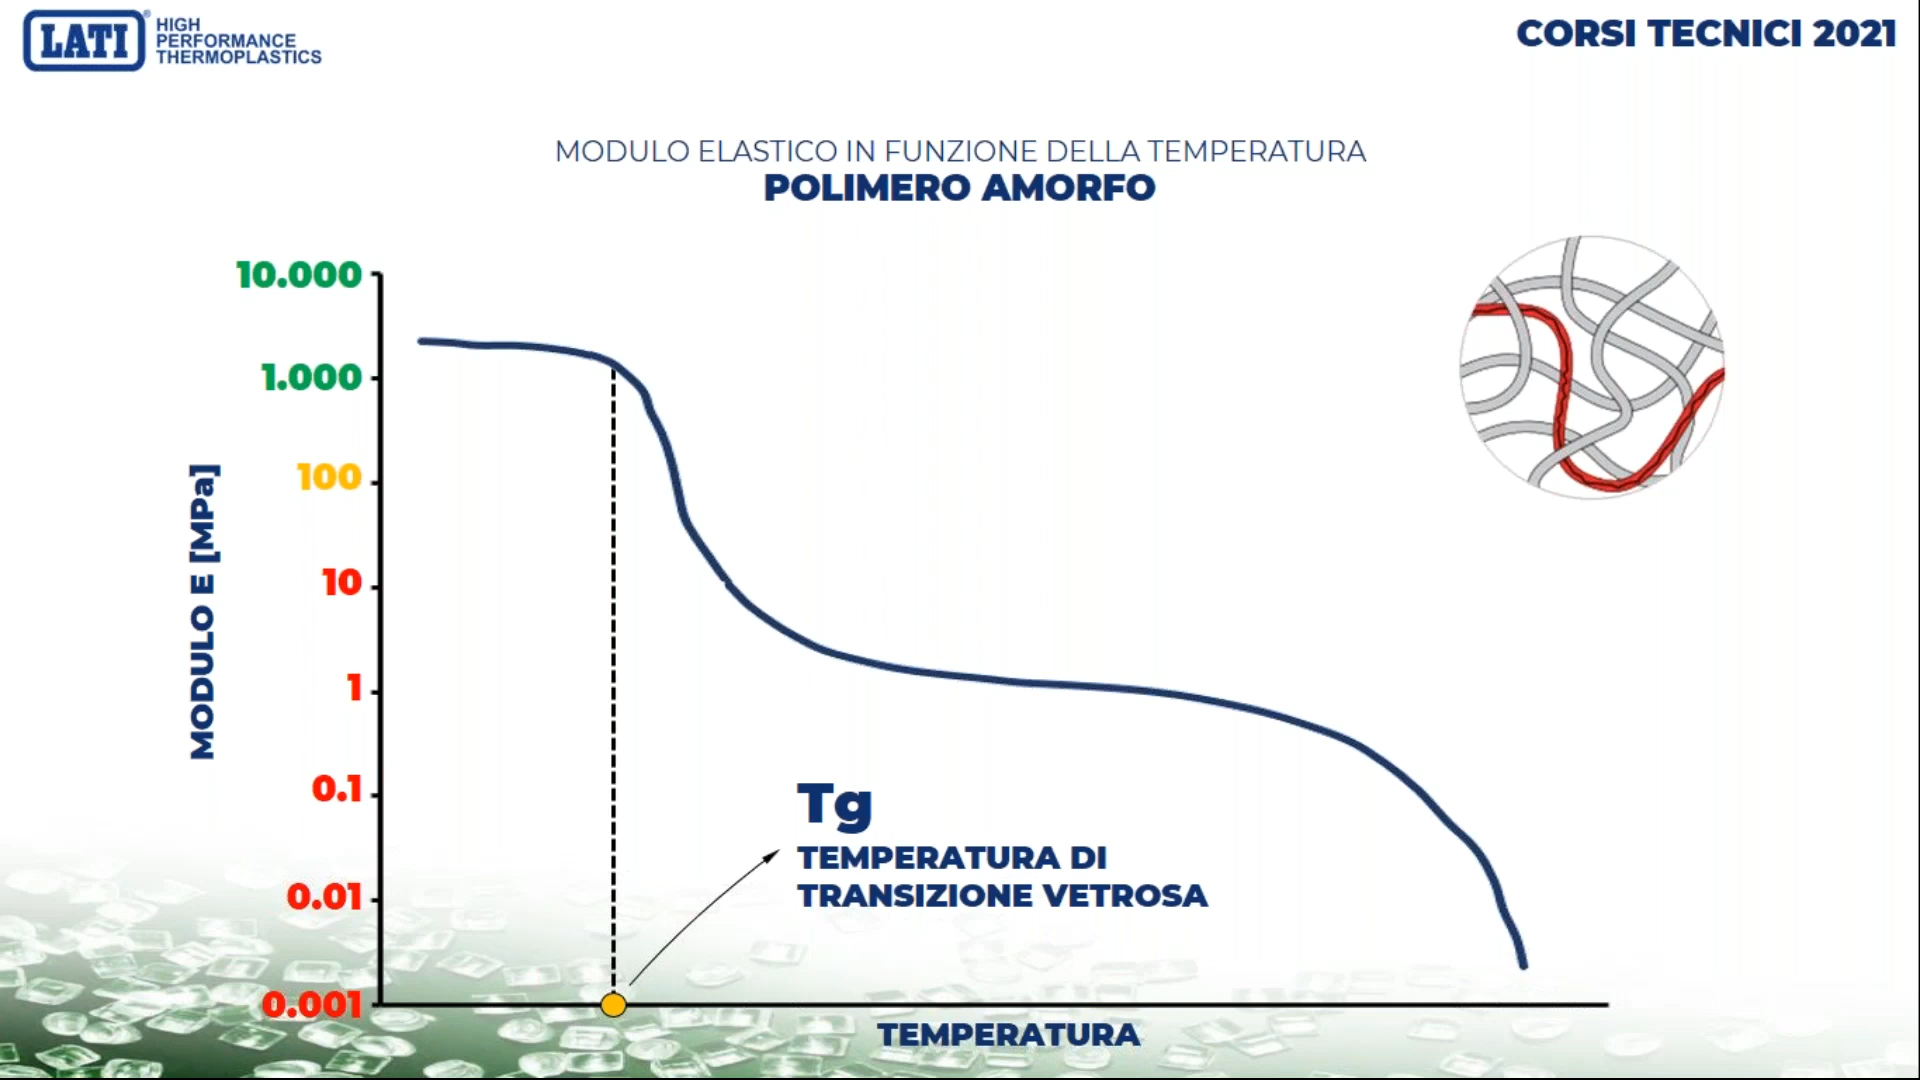 LATI®
HIGH
PERFORMANCE
THERMOPLASTICS
CORSI TECNICI 2021
MODULO ELASTICO IN FUNZIONE DELLA TEMPERATURA
POLIMERO AMORFO
10.000
1.000
100
10
1
0.1
0.01
0.001
MODULO E [MPa]
Tg
TEMPERATURA DI
TRANSIZIONE VETROSA
TEMPERATURA